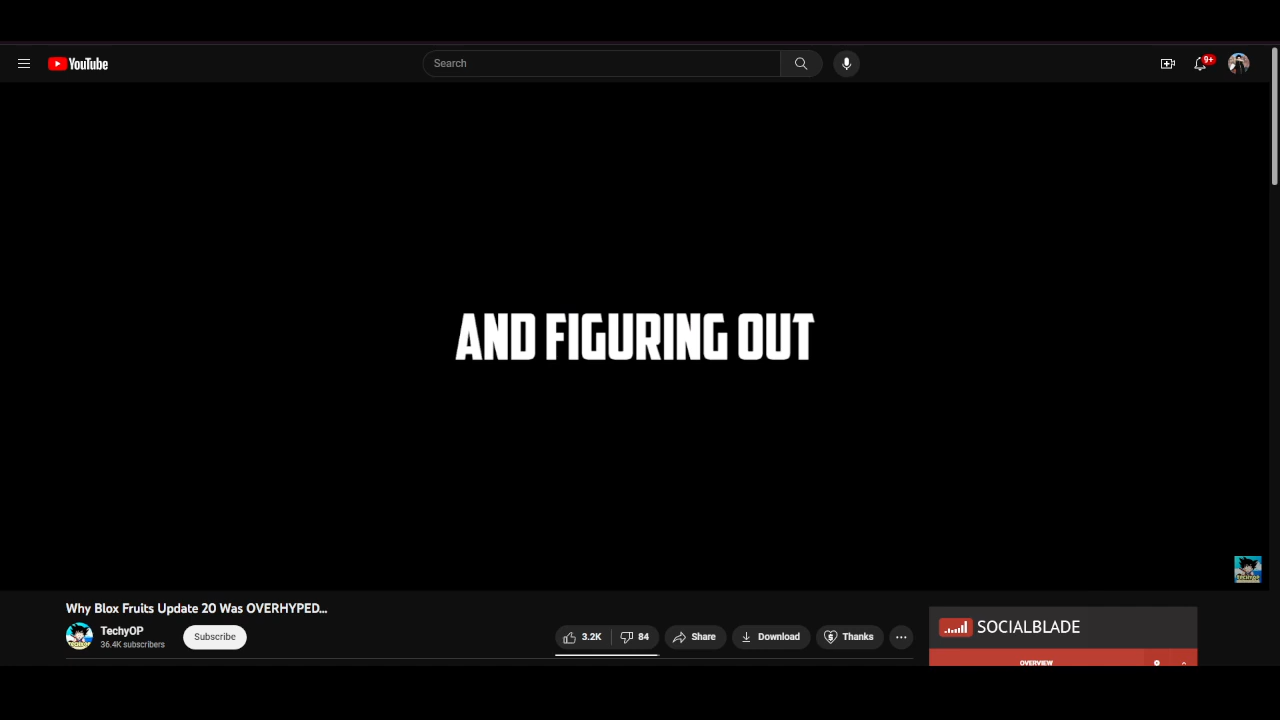 YouTube
Search
9+
AND FIGURING OUT
Why Blox Fruits Update 20 Was OVERHYPED...
TechyOP
36.4K subscribers
Subscribe
3.2K
84
Share
Download
Thanks
SOCIALBLADE
OVERVIEW